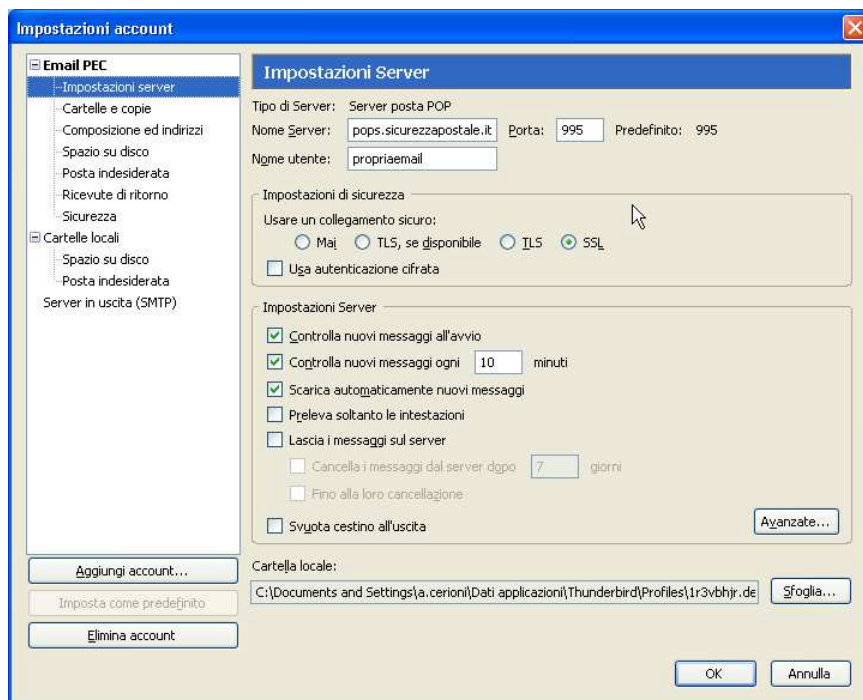 Impostazioni account
Email PEC
Impostazioni server
Cartelle e copie
Composizione ed indirizzi
Spazio su disco
Posta indesiderata
Ricevute di ritorno
Sicurezza
Cartelle locali
Spazio su disco
Posta indesiderata
Server in uscita (SMTP)
Aggiungi account...
Imposta come predefinito
Elimina account
Impostazioni Server
Tipo di Server: Server posta POP
Nome Server: pops.sicurezzapostale.it Porta: 995 Predefinito: 995
Nome utente: propriaemail
Impostazioni di sicurezza
Usare un collegamento sicuro:
Mai TLS, se disponibile TLS SSL
Usa autenticazione cifrata
Impostazioni Server
Controlla nuovi messaggi all'avvio
Controlla nuovi messaggi ogni 10 minuti
Scarica automaticamente nuovi messaggi
Preleva soltanto le intestazioni
Lascia i messaggi sul server
Cancella i messaggi dal server dopo 7 giorni
Fino alla loro cancellazione
Svuota cestino all'uscita
Avanzate...
Cartella locale:
C:\Documents and Settings\a.cerioni\Dati applicazioni\Thunderbird\Profiles\1r3vbhjr.de Sfoglia...
OK Annulla